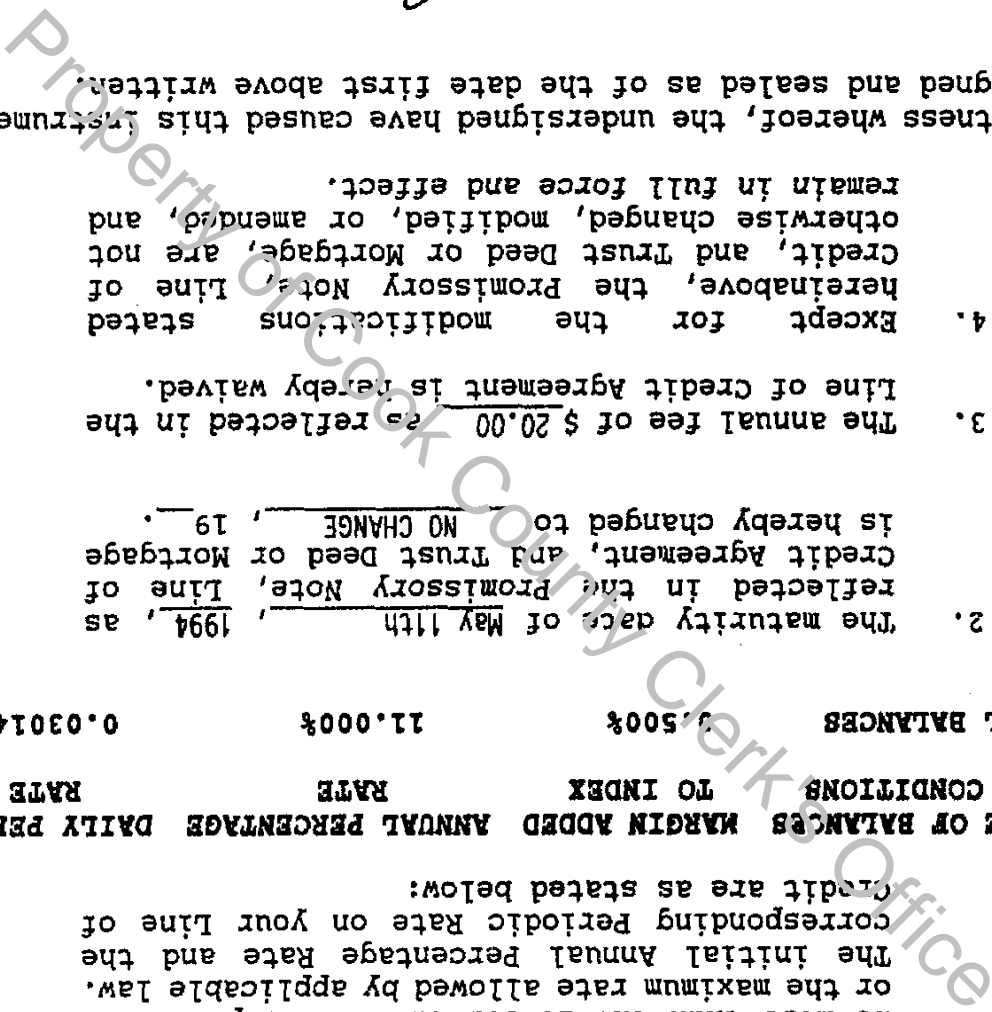 or the maximum rate allowed by applicable law.
The initial Annual Percentage Rate and the
corresponding Periodic Rate on your Line of
Credit are as stated below:
OF BALANCES MARGIN ADDED ANNUAL PERCENTAGE DAILY PE
CONDITIONS TO INDEX RATE RATE
BALANCES .500% 11.000% 0.03014
2. The maturity date of May 11th, 1994, as
reflected in the Promissory Note, Line of
Credit Agreement, and Trust Deed or Mortgage
is hereby changed to NO CHANGE, 19__.
3. The annual fee of $ 20.00 as reflected in the
Line of Credit Agreement is hereby waived.
4. Except for the modifications stated
hereinabove, the Promissory Note, Line of
Credit, and Trust Deed or Mortgage, are not
otherwise changed, modified, or amended, and
remain in full force and effect.
tness whereof, the undersigned have caused this instrume
gned and sealed as of the date first above written.
Property of Cook County Clerk's Office